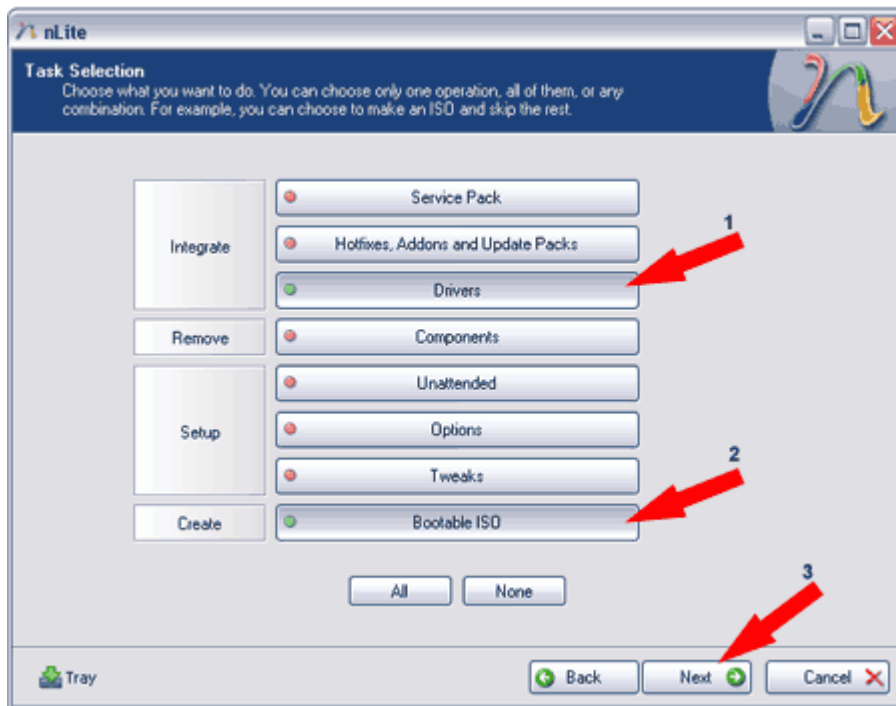 nLite
Task Selection
Choose what you want to do. You can choose only one operation, all of them, or any
combination. For example, you can choose to make an ISO and skip the rest.
Integrate
Service Pack
Hotfixes, Addons and Update Packs
1
Drivers
Remove
Components
Setup
Unattended
Options
2
Tweaks
Create
Bootable ISO
All
None
3
Tray
Back
Next
Cancel